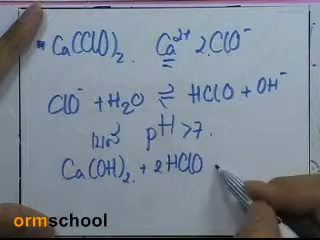 Ca(ClO)₂ Ca²⁺ 2ClO⁻
ClO⁻ + H₂O ⇌ HClO + OH⁻
pH > 7.
Ca(OH)₂ + 2HClO
ormschool